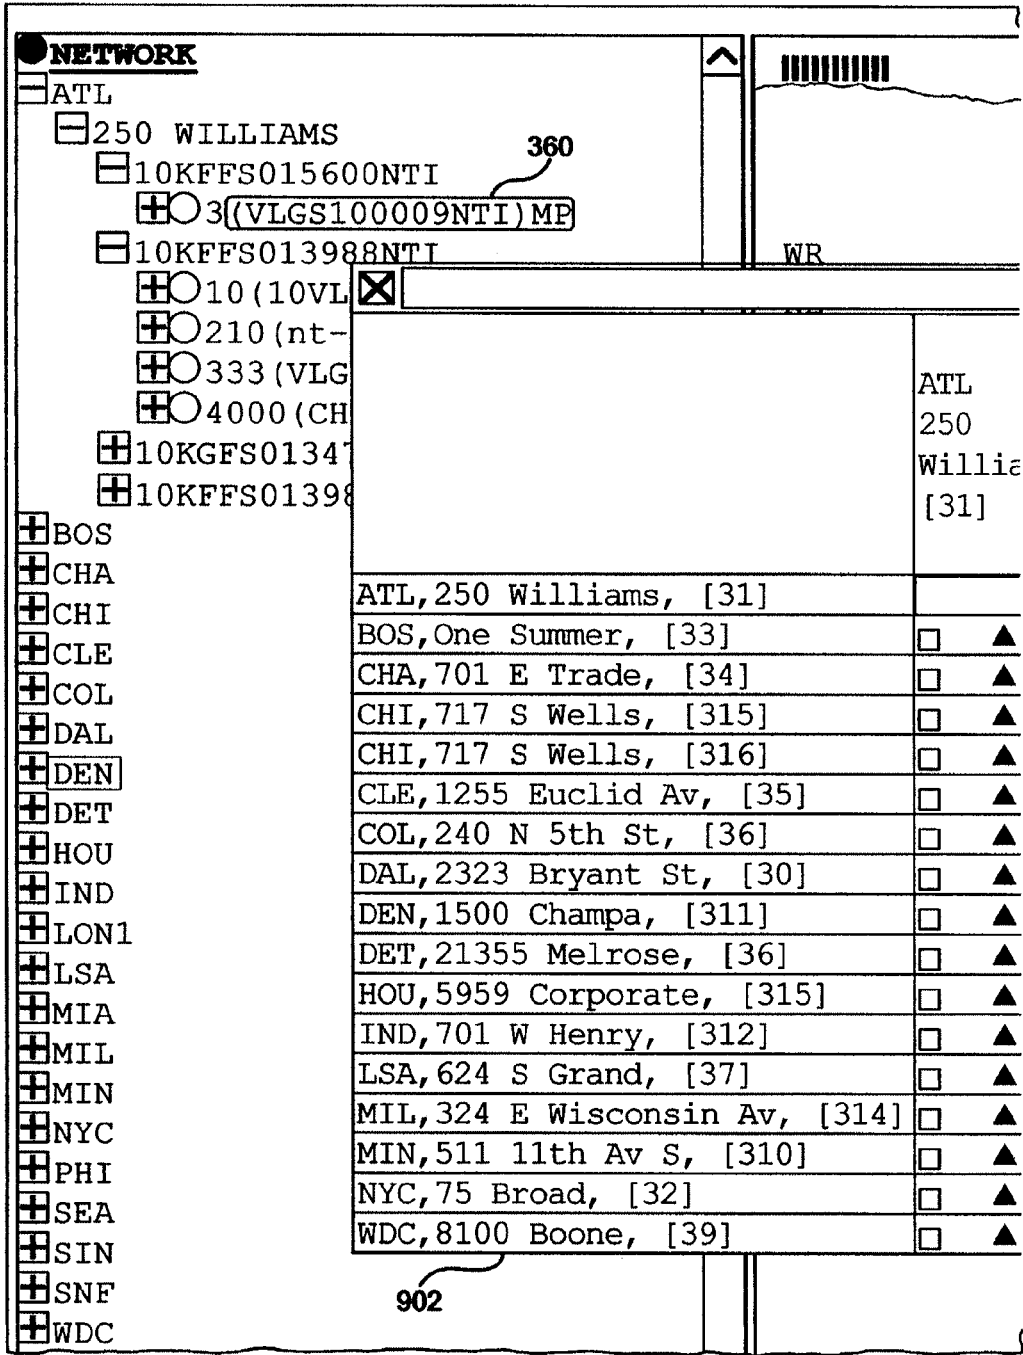 NETWORK
ATL
250 WILLIAMS
360
10KFFS015600NTI
3(VLGS100009NTI)MP
10KFFS013988NTI
WR
10(10VL
210(nt-
333(VLG
4000(CH
10KGFS01347
10KFFS01398
ATL
250
Willia
[31]
BOS
CHA
CHI
CLE
COL
DAL
DEN
DET
HOU
IND
LON1
LSA
MIA
MIL
MIN
NYC
PHI
SEA
SIN
SNF
WDC
ATL,250 Williams, [31]
BOS,One Summer, [33]
CHA,701 E Trade, [34]
CHI,717 S Wells, [315]
CHI,717 S Wells, [316]
CLE,1255 Euclid Av, [35]
COL,240 N 5th St, [36]
DAL,2323 Bryant St, [30]
DEN,1500 Champa, [311]
DET,21355 Melrose, [36]
HOU,5959 Corporate, [315]
IND,701 W Henry, [312]
LSA,624 S Grand, [37]
MIL,324 E Wisconsin Av, [314]
MIN,511 11th Av S, [310]
NYC,75 Broad, [32]
WDC,8100 Boone, [39]
902